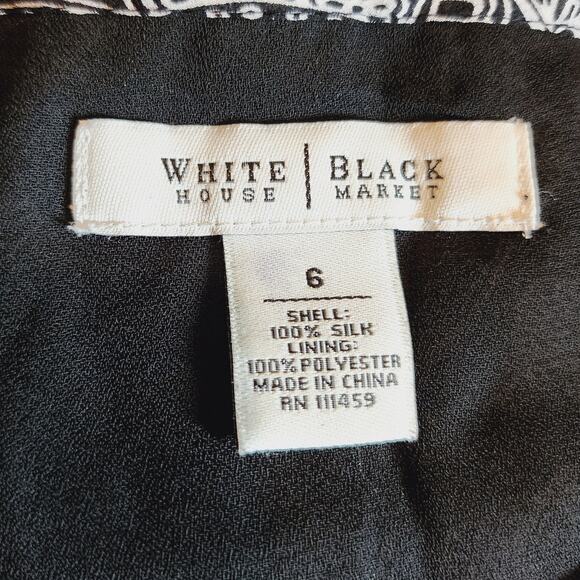 WHITE | BLACK
HOUSE MARKET
6
SHELL:
100% SILK
LINING:
100% POLYESTER
MADE IN CHINA
RN 111459